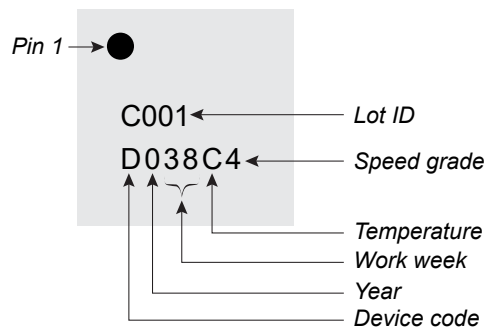 Pin 1
C001
Lot ID
D038C4
Speed grade
Temperature
Work week
Year
Device code